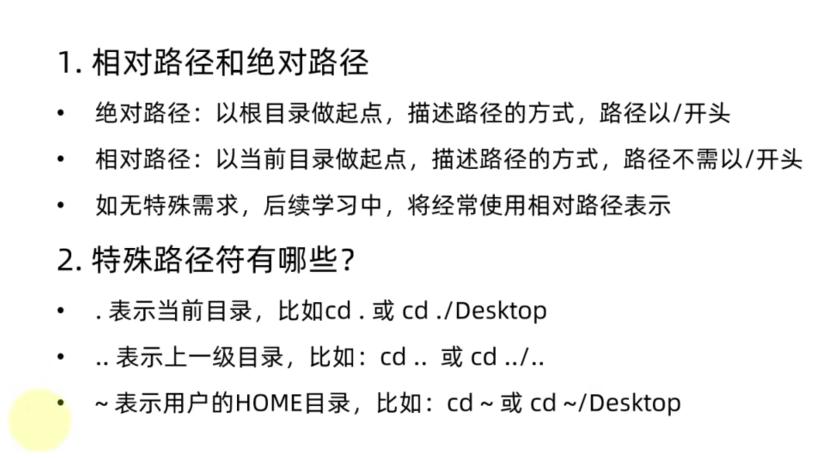 1. 相对路径和绝对路径
• 绝对路径：以根目录做起点，描述路径的方式，路径以/开头
• 相对路径：以当前目录做起点，描述路径的方式，路径不需以/开头
• 如无特殊需求，后续学习中，将经常使用相对路径表示
2. 特殊路径符有哪些？
• . 表示当前目录，比如cd . 或 cd ./Desktop
• .. 表示上一级目录，比如：cd .. 或 cd ../..
• ~ 表示用户的HOME目录，比如：cd ~ 或 cd ~/Desktop